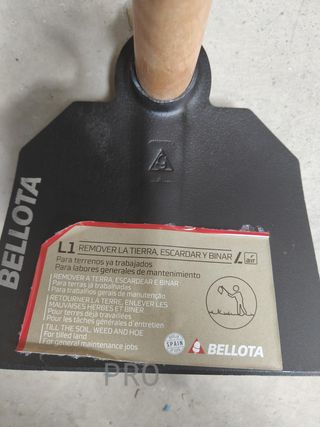 BELLOTA
L.1 REMOVER LA TIERRA, ESCARDAR Y BINAR
Para terrenos ya trabajados
Para labores generales de mantenimiento
REMOVER A TERRA, ESCARDEAR E BINAR
Para terras já trabalhadas
Para trabalhos gerais de manutenção
RETOURNER LA TERRE, ENLEVER LES
MAUVAISES HERBES ET BINER
Pour terres déjà travaillées
Pour les tâches générales d'entretien
TILL THE SOIL, WEED AND HOE
For tilled land
For general maintenance jobs
SPAIN
BELLOTA
PRO